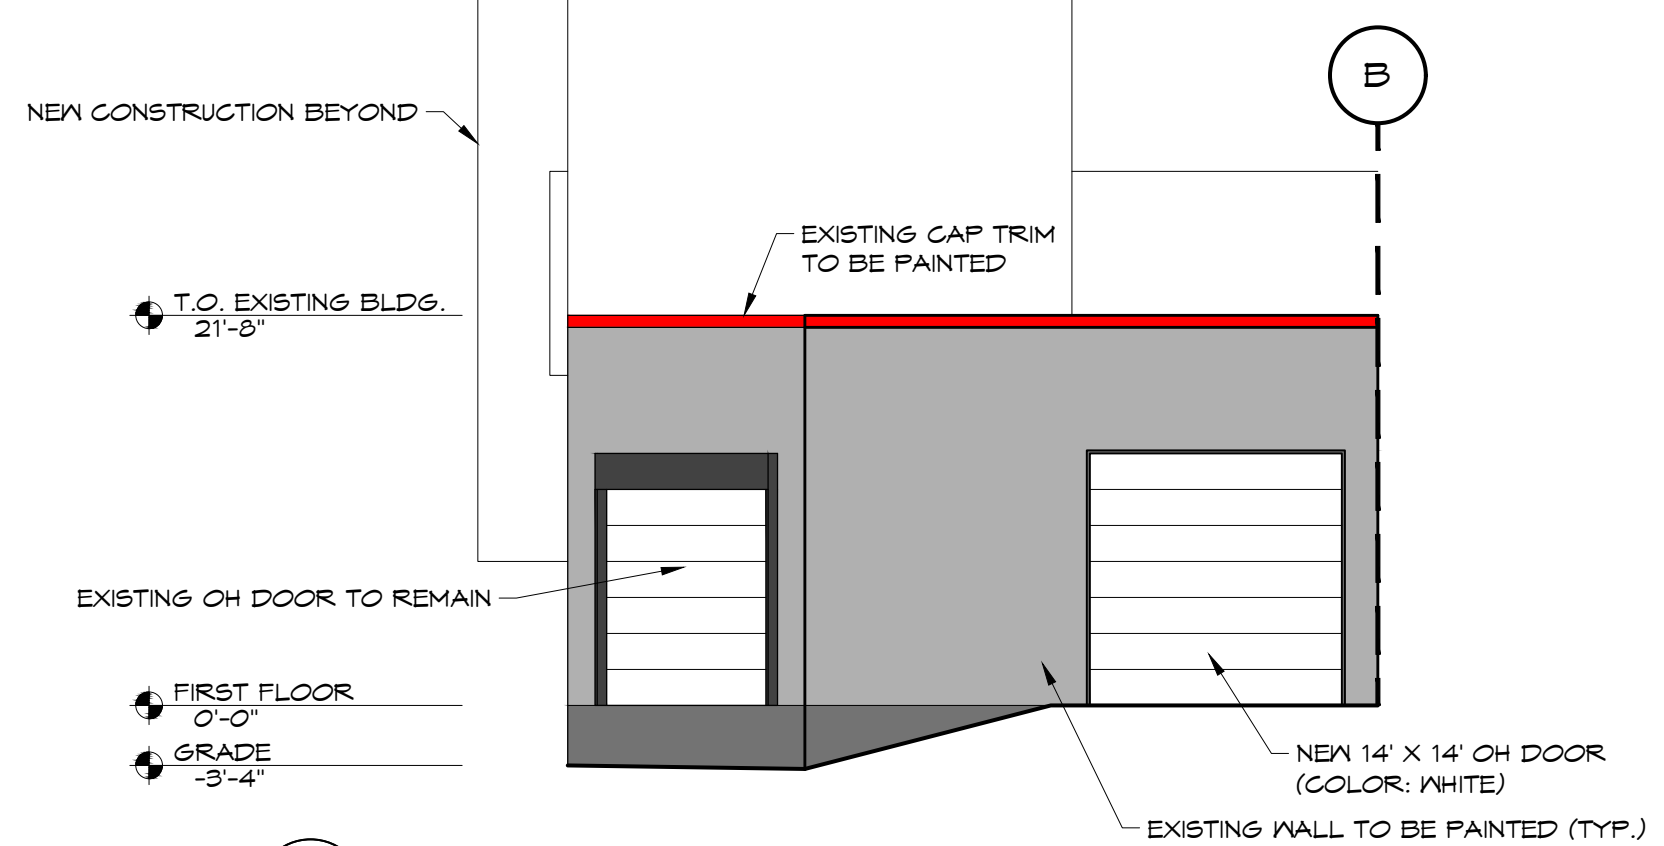 B
NEW CONSTRUCTION BEYOND
EXISTING CAP TRIM
TO BE PAINTED
T.O. EXISTING BLDG.
21'-8"
EXISTING OH DOOR TO REMAIN
FIRST FLOOR
0'-0"
GRADE
-3'-4"
NEW 14' X 14' OH DOOR
(COLOR: WHITE)
EXISTING WALL TO BE PAINTED (TYP.)